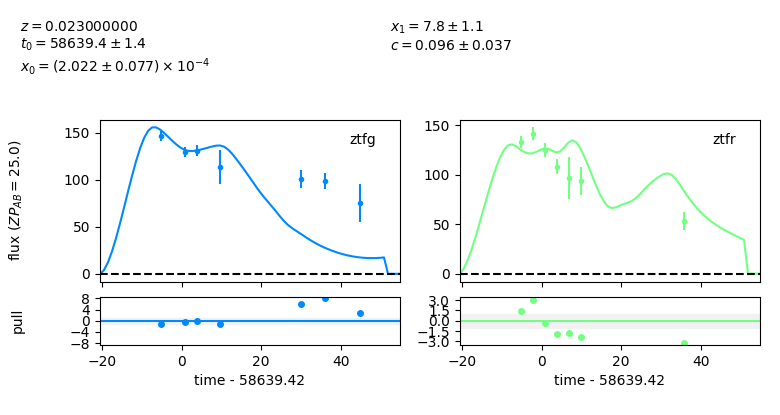 z = 0.023000000
t₀ = 58639.4 ± 1.4
x₀ = (2.022 ± 0.077) × 10⁻⁴
x₁ = 7.8 ± 1.1
c = 0.096 ± 0.037
flux (ZP_AB = 25.0)
150
100
50
0
ztfg
150
100
50
0
ztfr
pull
8
4
0
−4
−8
3.0
1.5
0.0
−1.5
−3.0
−20 0 20 40
−20 0 20 40
time - 58639.42
time - 58639.42